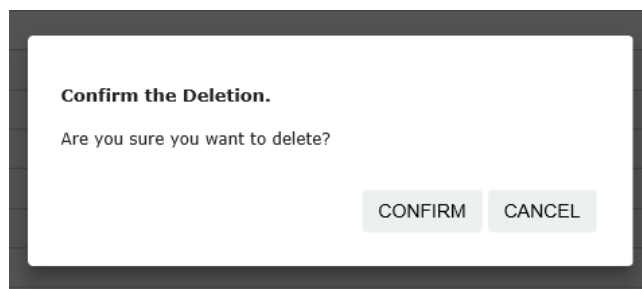 Confirm the Deletion.
Are you sure you want to delete?
CONFIRM CANCEL